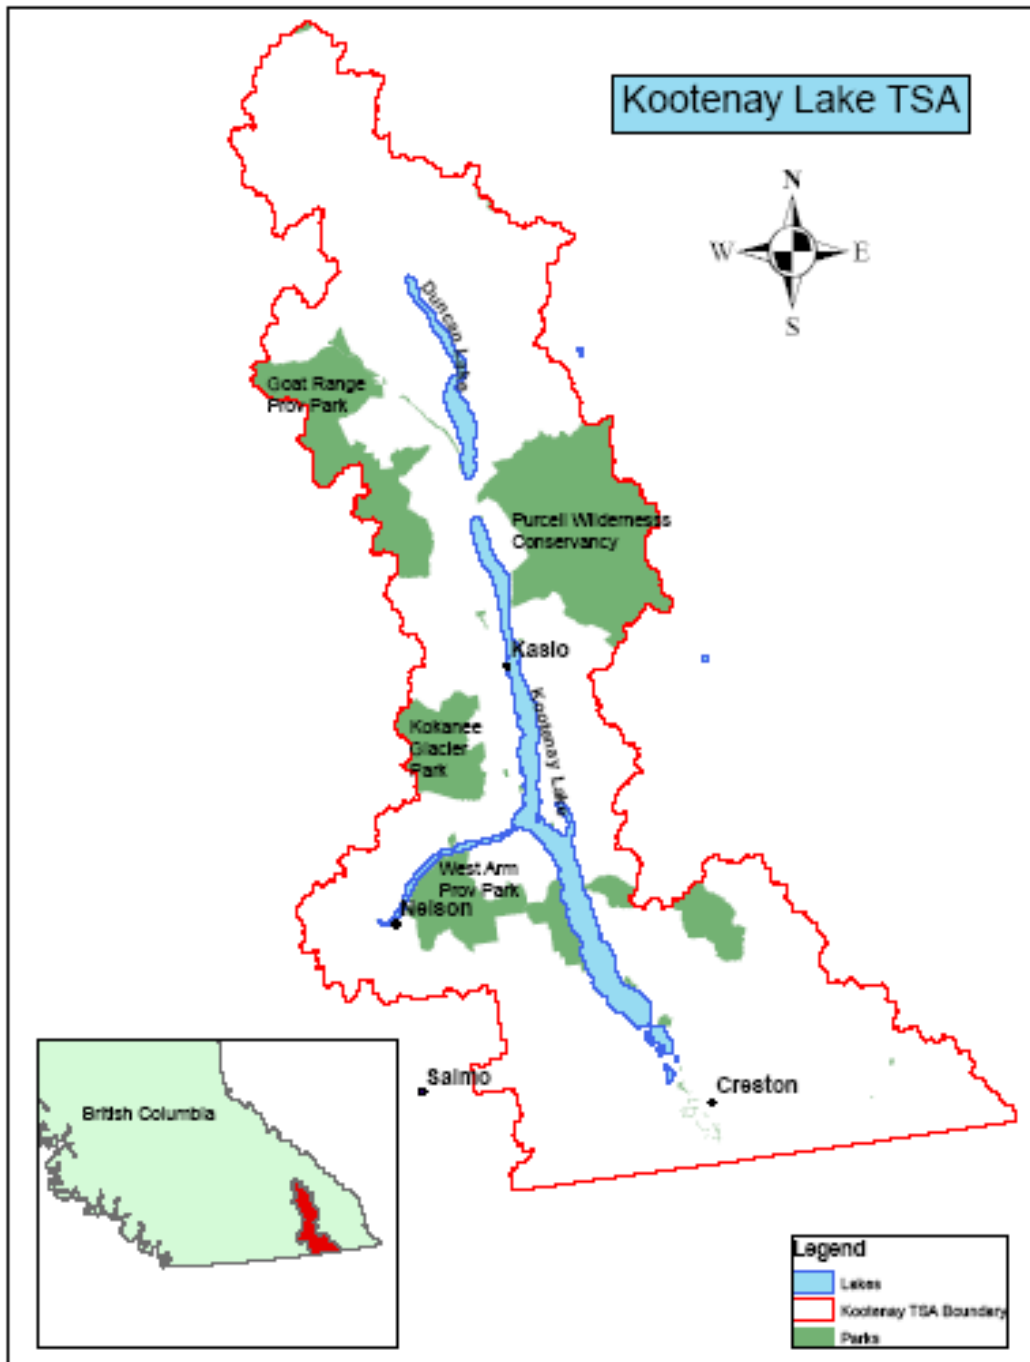 Kootenay Lake TSA
N
W
E
S
Duncan Lake
Goat Range
Prov Park
Purcell Wildernesss
Conservancy
Kaslo
Kootenay Lake
Kokanee
Glacier
Park
West Arm
Prov Park
Nelson
Salmo
Creston
British Columbia
Legend
Lakes
Kootenay TSA Boundary
Parks